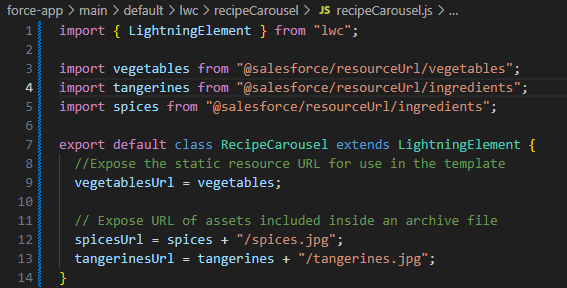 force-app > main > default > lwc > recipeCarousel > JS recipeCarousel.js > ...
1 import { LightningElement } from "lwc";
2
3 import vegetables from "@salesforce/resourceUrl/vegetables";
4 import tangerines from "@salesforce/resourceUrl/ingredients";
5 import spices from "@salesforce/resourceUrl/ingredients";
6
7 export default class RecipeCarousel extends LightningElement {
8 //Expose the static resource URL for use in the template
9 vegetablesUrl = vegetables;
10
11 // Expose URL of assets included inside an archive file
12 spicesUrl = spices + "/spices.jpg";
13 tangerinesUrl = tangerines + "/tangerines.jpg";
14 }